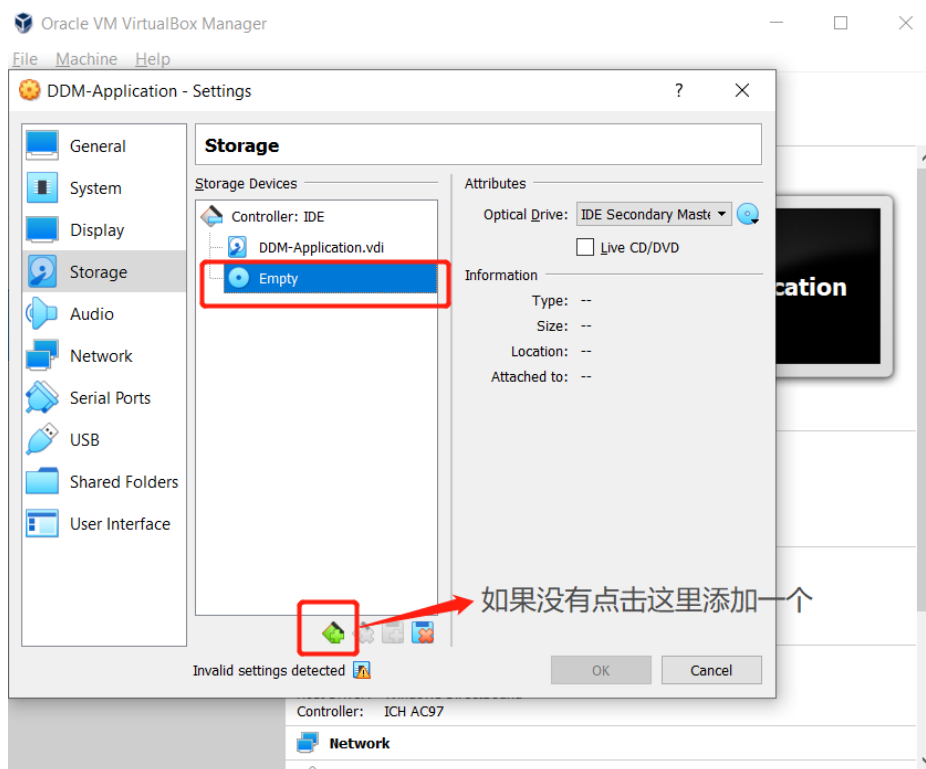 Oracle VM VirtualBox Manager
File Machine Help
DDM-Application - Settings
?
General
System
Display
Storage
Audio
Network
Serial Ports
USB
Shared Folders
User Interface
Storage
Storage Devices
Controller: IDE
DDM-Application.vdi
Empty
Attributes
Optical Drive: IDE Secondary Maste
Live CD/DVD
Information
Type: --
Size: --
Location: --
Attached to: --
cation
如果没有点击这里添加一个
Invalid settings detected
OK
Cancel
Controller: ICH AC97
Network